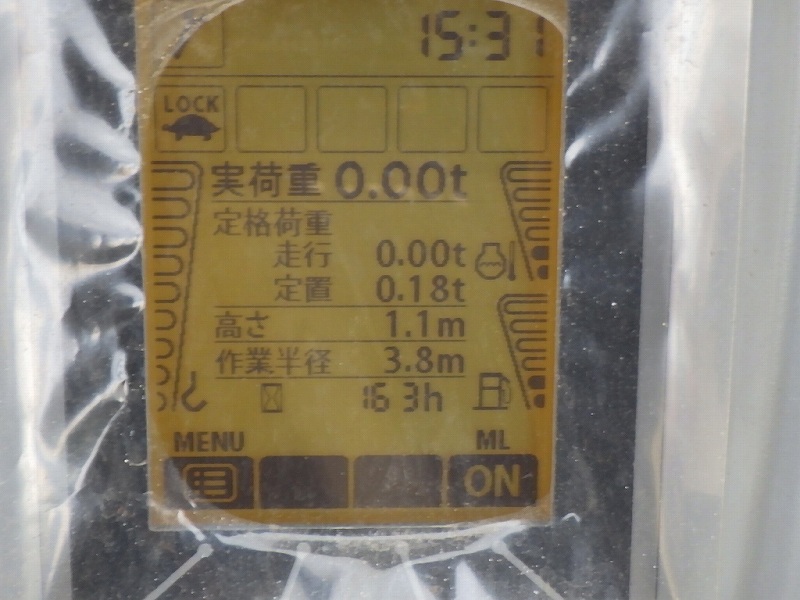 15:31
LOCK
実荷重 0.00t
定格荷重
走行 0.00t
定置 0.18t
高さ 1.1m
作業半径 3.8m
MENU ML
ON